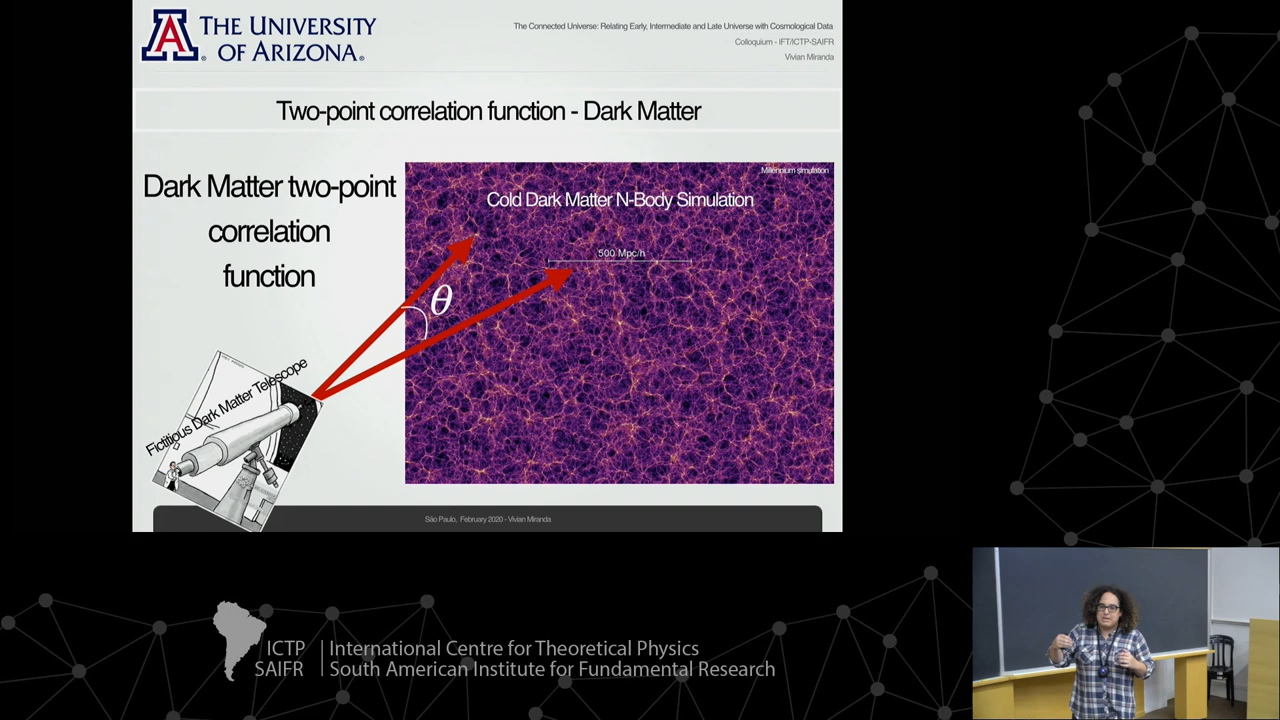 THE UNIVERSITY
OF ARIZONA®
The Connected Universe: Relating Early, Intermediate and Late Universe with Cosmological Data
Colloquium - IFT/ICTP-SAIFR
Vivian Miranda
Two-point correlation function - Dark Matter
Dark Matter two-point
correlation
function
Millennium simulation
Cold Dark Matter N-Body Simulation
500 Mpc/h
θ
Fictitious Dark Matter Telescope
São Paulo, February 2020 - Vivian Miranda
ICTP
SAIFR
International Centre for Theoretical Physics
South American Institute for Fundamental Research